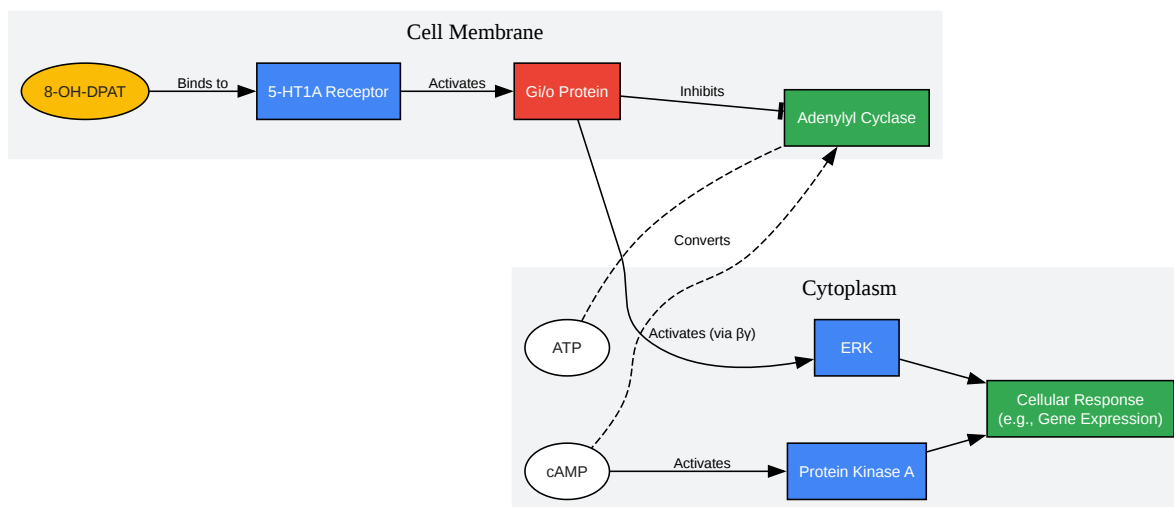 Cell Membrane
8-OH-DPAT
Binds to
5-HT1A Receptor
Activates
Gi/o Protein
Inhibits
Adenylyl Cyclase
Converts
Cytoplasm
ATP
Activates (via βγ)
ERK
Cellular Response
(e.g., Gene Expression)
cAMP
Activates
Protein Kinase A